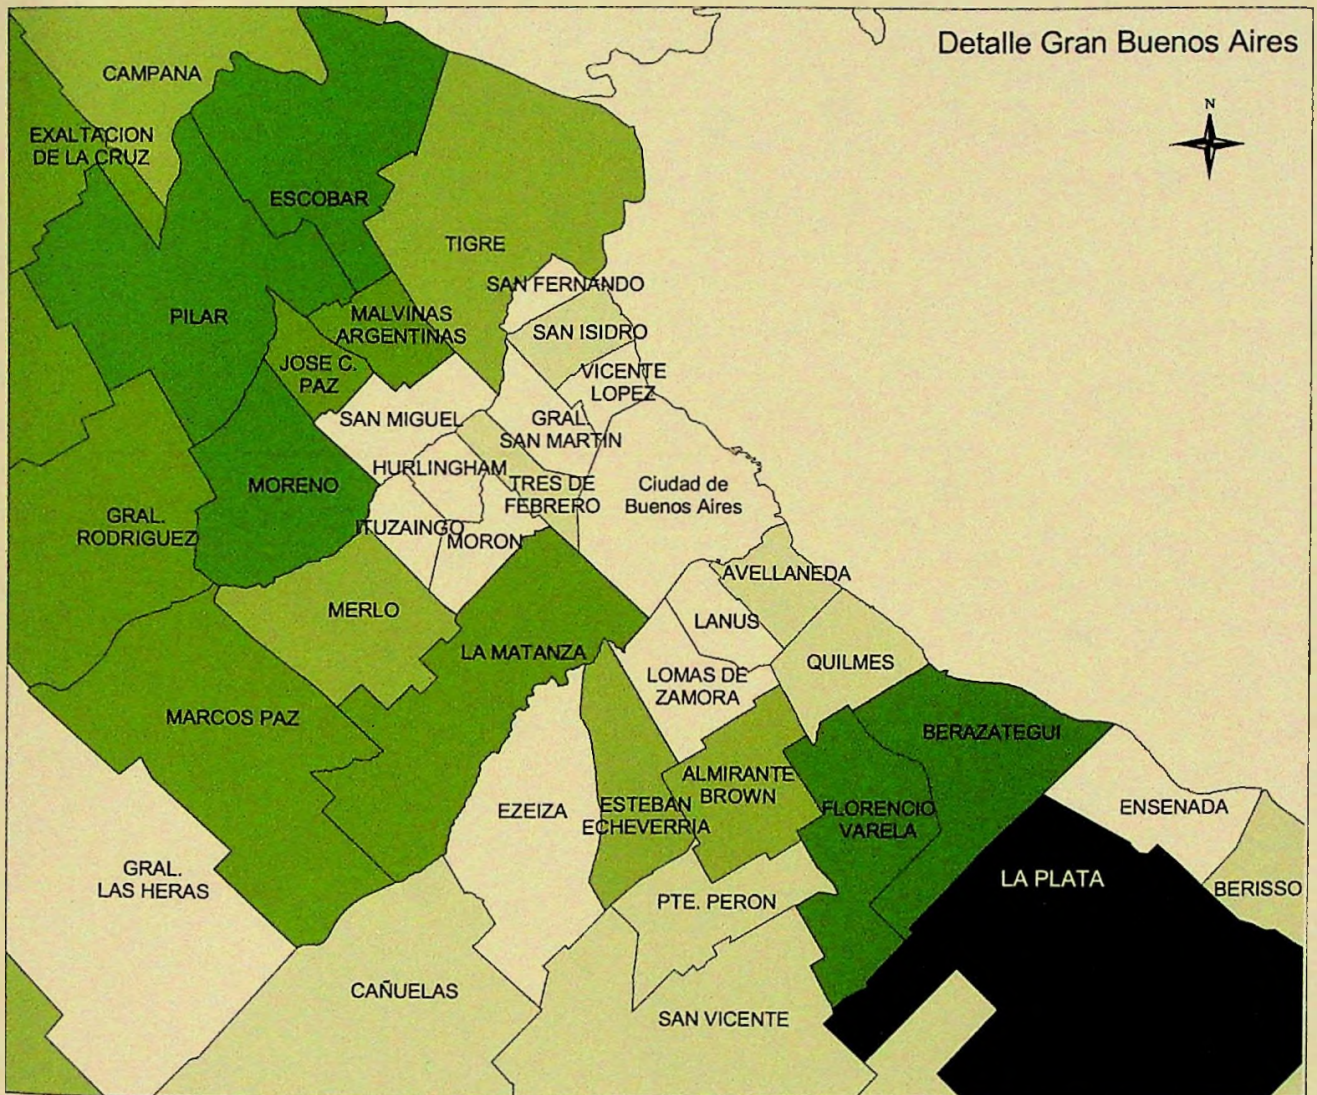 Detalle Gran Buenos Aires
N
CAMPANA
EXALTACION
DE LA CRUZ
ESCOBAR
TIGRE
SAN FERNANDO
PILAR
MALVINAS
ARGENTINAS
SAN ISIDRO
JOSE C.
PAZ
VICENTE
LOPEZ
SAN MIGUEL
GRAL.
SAN MARTIN
HURLINGHAM
MORENO
TRES DE
FEBRERO
Ciudad de
Buenos Aires
GRAL.
RODRIGUEZ
ITUZAINGO
MORON
AVELLANEDA
MERLO
LANUS
LA MATANZA
QUILMES
LOMAS DE
ZAMORA
MARCOS PAZ
BERAZATEGUI
ALMIRANTE
BROWN
EZEIZA
ESTEBAN
ECHEVERRIA
FLORENCIO
VARELA
ENSENADA
GRAL.
LAS HERAS
LA PLATA
BERISSO
PTE. PERON
CAÑUELAS
SAN VICENTE